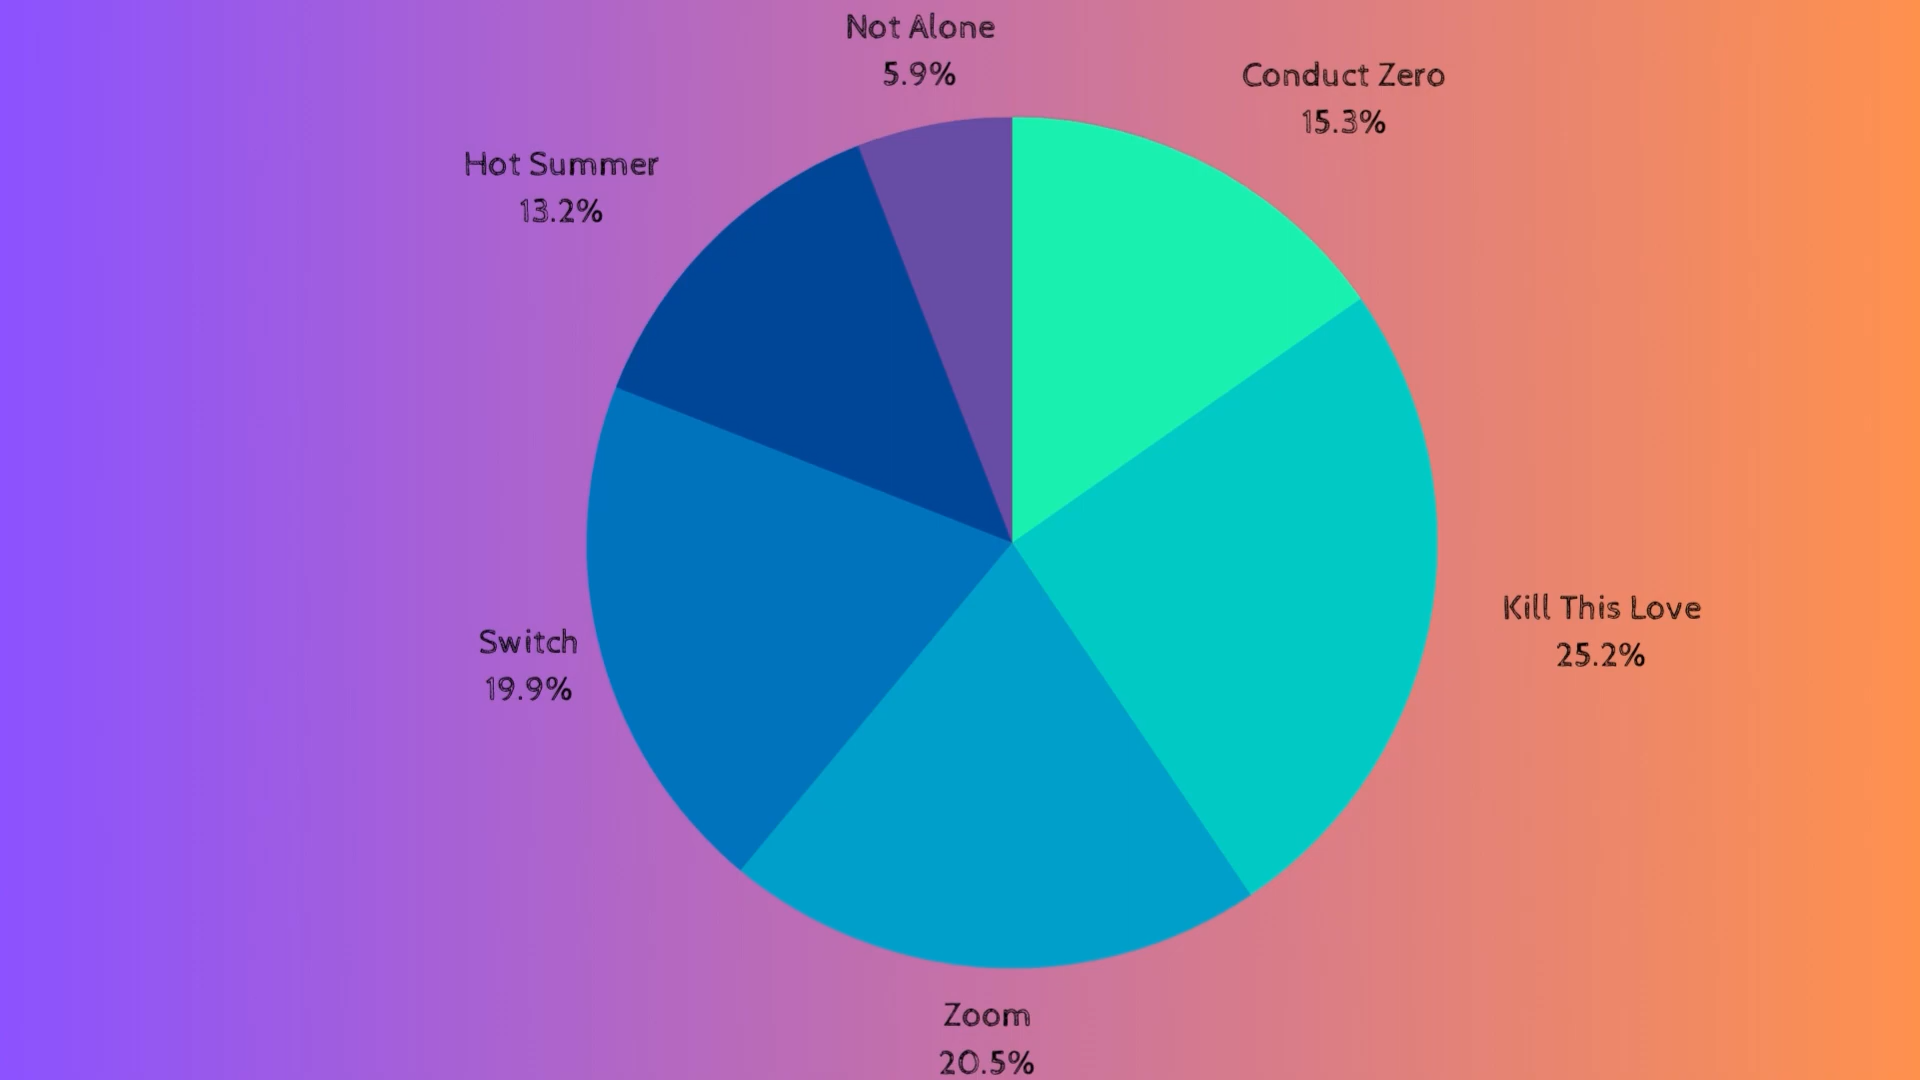 Not Alone
5.9%
Conduct Zero
15.3%
Hot Summer
13.2%
Kill This Love
25.2%
Switch
19.9%
Zoom
20.5%